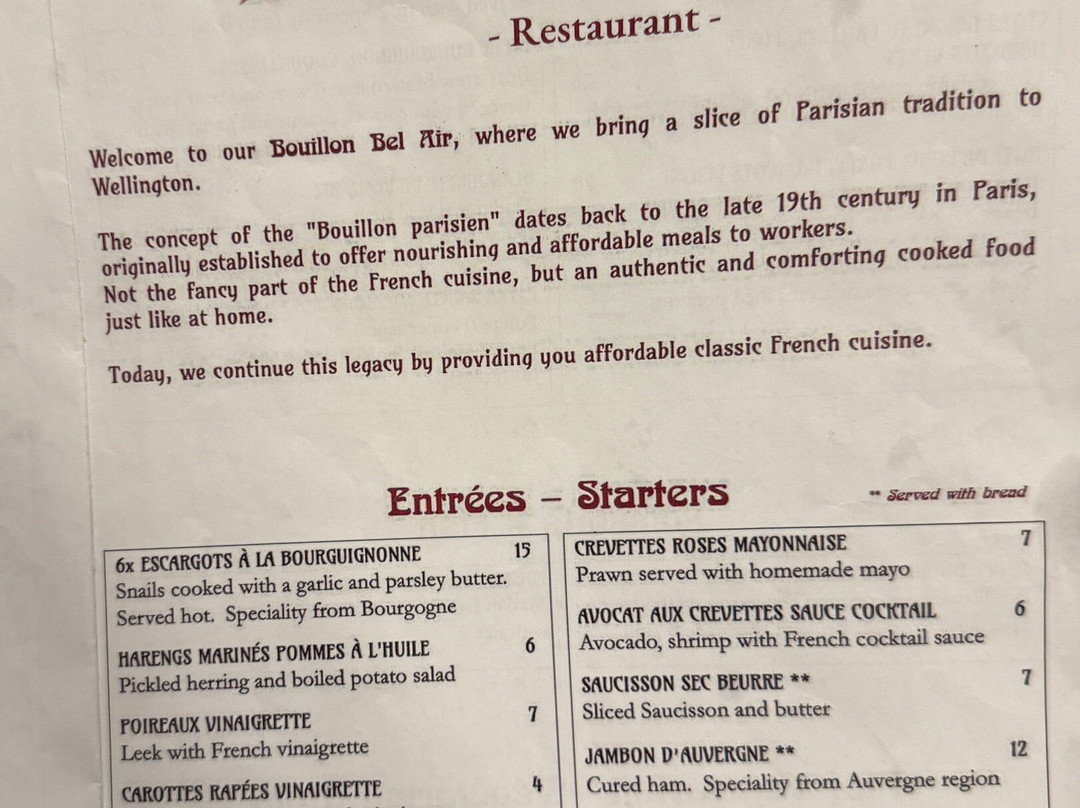 - Restaurant -
Welcome to our Bouillon Bel Air, where we bring a slice of Parisian tradition to
Wellington.
The concept of the "Bouillon parisien" dates back to the late 19th century in Paris,
originally established to offer nourishing and affordable meals to workers.
Not the fancy part of the French cuisine, but an authentic and comforting cooked food
just like at home.
Today, we continue this legacy by providing you affordable classic French cuisine.
Entrées – Starters
** Served with bread
6x ESCARGOTS À LA BOURGUIGNONNE 15
Snails cooked with a garlic and parsley butter.
Served hot. Speciality from Bourgogne
HARENGS MARINÉS POMMES À L'HUILE 6
Pickled herring and boiled potato salad
POIREAUX VINAIGRETTE 7
Leek with French vinaigrette
CAROTTES RAPÉES VINAIGRETTE 4
CREVETTES ROSES MAYONNAISE 7
Prawn served with homemade mayo
AVOCAT AUX CREVETTES SAUCE COCKTAIL 6
Avocado, shrimp with French cocktail sauce
SAUCISSON SEC BEURRE ** 7
Sliced Saucisson and butter
JAMBON D'AUVERGNE ** 12
Cured ham. Speciality from Auvergne region